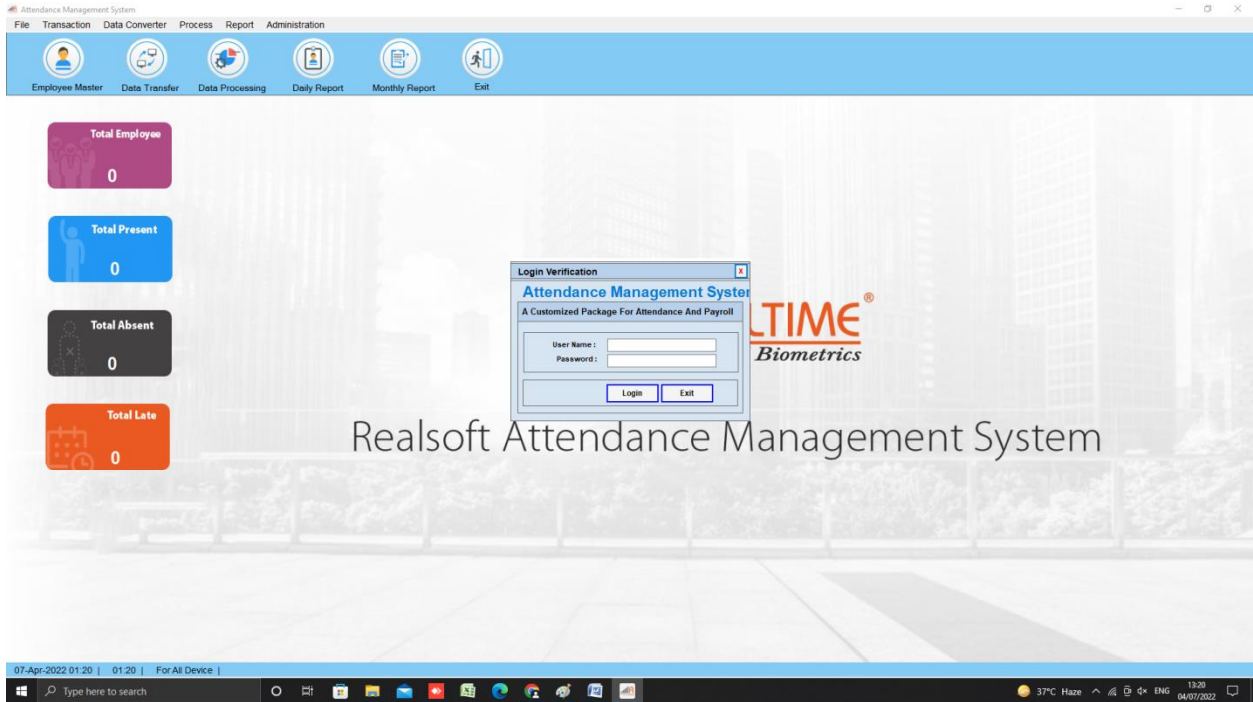 Attendance Management System
File Transaction Data Converter Process Report Administration
Employee Master Data Transfer Data Processing Daily Report Monthly Report Exit
Total Employee
0
Total Present
0
Total Absent
0
Total Late
0
Login Verification X
Attendance Management Syster
A Customized Package For Attendance And Payroll
User Name :
Password :
Login Exit
LTIME®
Biometrics
Realsoft Attendance Management System
07-Apr-2022 01:20 | 01:20 | For All Device |
Type here to search
37°C Haze ENG
13:20
04/07/2022